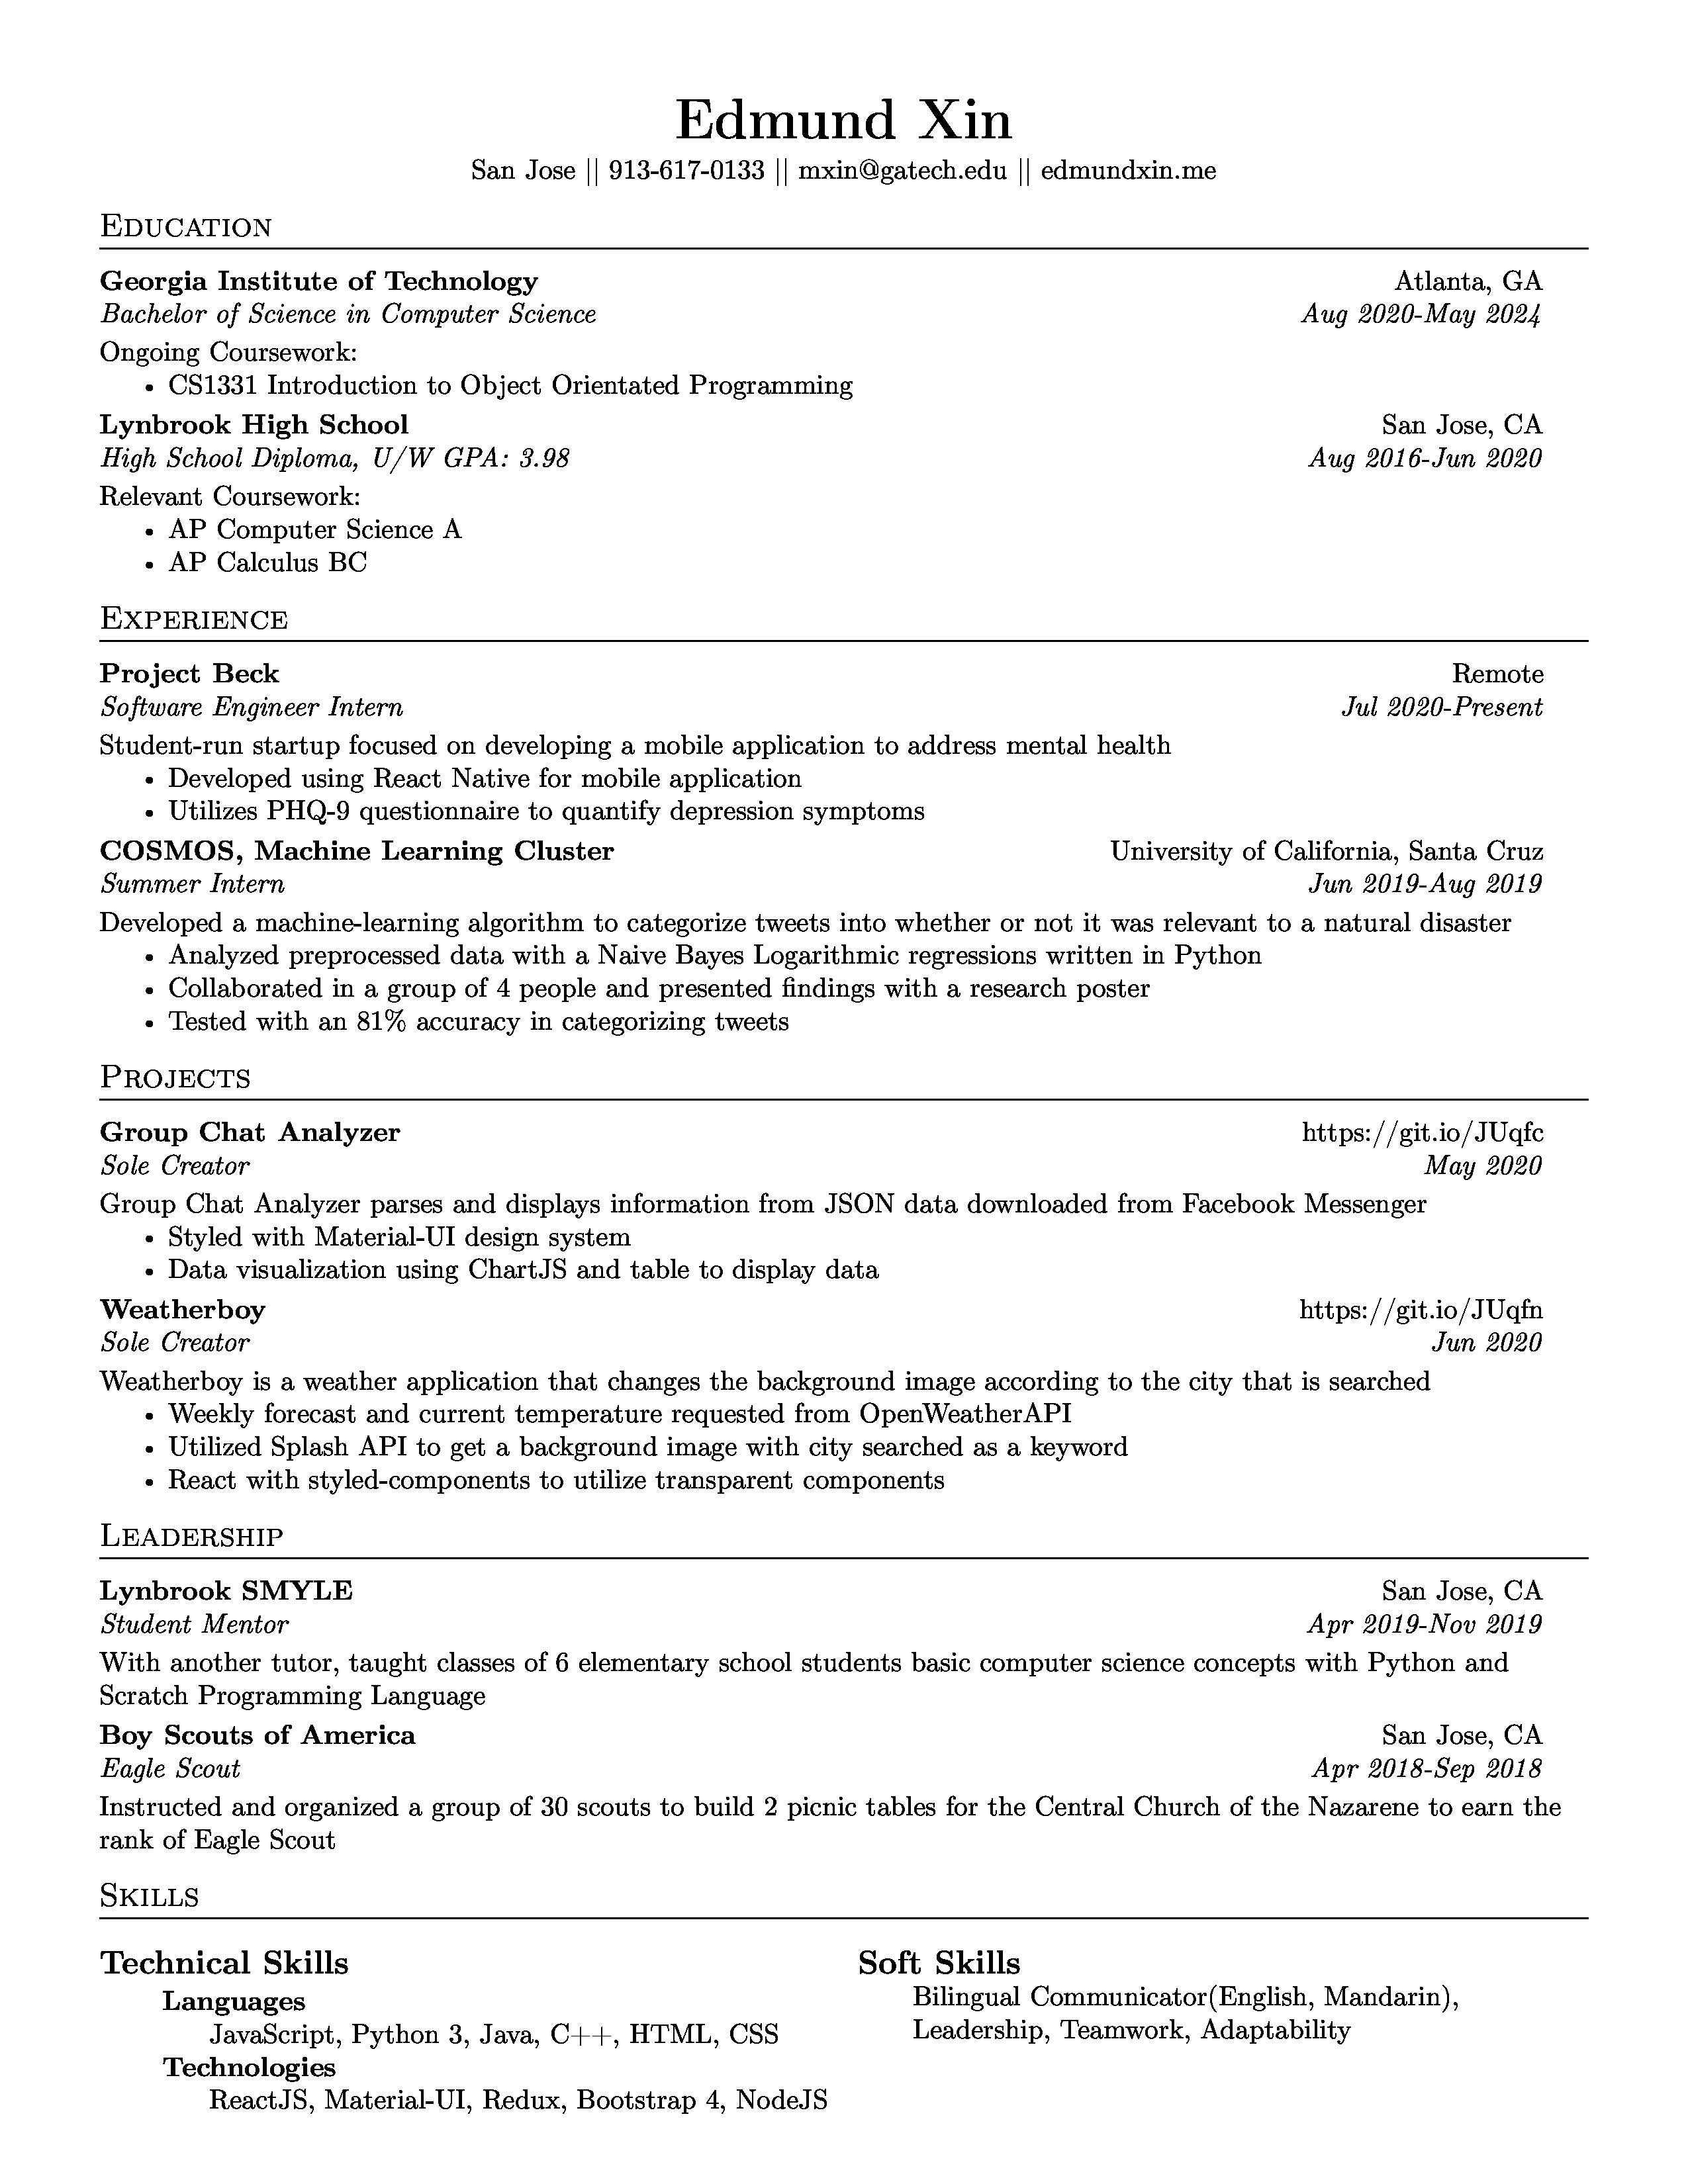 Edmund Xin
San Jose || 913-617-0133 || mxin@gatech.edu || edmundxin.me
Education
Georgia Institute of Technology Atlanta, GA
Bachelor of Science in Computer Science Aug 2020-May 2024
Ongoing Coursework:
• CS1331 Introduction to Object Orientated Programming
Lynbrook High School San Jose, CA
High School Diploma, U/W GPA: 3.98 Aug 2016-Jun 2020
Relevant Coursework:
• AP Computer Science A
• AP Calculus BC
Experience
Project Beck Remote
Software Engineer Intern Jul 2020-Present
Student-run startup focused on developing a mobile application to address mental health
• Developed using React Native for mobile application
• Utilizes PHQ-9 questionnaire to quantify depression symptoms
COSMOS, Machine Learning Cluster University of California, Santa Cruz
Summer Intern Jun 2019-Aug 2019
Developed a machine-learning algorithm to categorize tweets into whether or not it was relevant to a natural disaster
• Analyzed preprocessed data with a Naive Bayes Logarithmic regressions written in Python
• Collaborated in a group of 4 people and presented findings with a research poster
• Tested with an 81% accuracy in categorizing tweets
Projects
Group Chat Analyzer https://git.io/JUqfc
Sole Creator May 2020
Group Chat Analyzer parses and displays information from JSON data downloaded from Facebook Messenger
• Styled with Material-UI design system
• Data visualization using ChartJS and table to display data
Weatherboy https://git.io/JUqfn
Sole Creator Jun 2020
Weatherboy is a weather application that changes the background image according to the city that is searched
• Weekly forecast and current temperature requested from OpenWeatherAPI
• Utilized Splash API to get a background image with city searched as a keyword
• React with styled-components to utilize transparent components
Leadership
Lynbrook SMYLE San Jose, CA
Student Mentor Apr 2019-Nov 2019
With another tutor, taught classes of 6 elementary school students basic computer science concepts with Python and
Scratch Programming Language
Boy Scouts of America San Jose, CA
Eagle Scout Apr 2018-Sep 2018
Instructed and organized a group of 30 scouts to build 2 picnic tables for the Central Church of the Nazarene to earn the
rank of Eagle Scout
Skills
Technical Skills
Languages
JavaScript, Python 3, Java, C++, HTML, CSS
Technologies
ReactJS, Material-UI, Redux, Bootstrap 4, NodeJS
Soft Skills
Bilingual Communicator(English, Mandarin),
Leadership, Teamwork, Adaptability